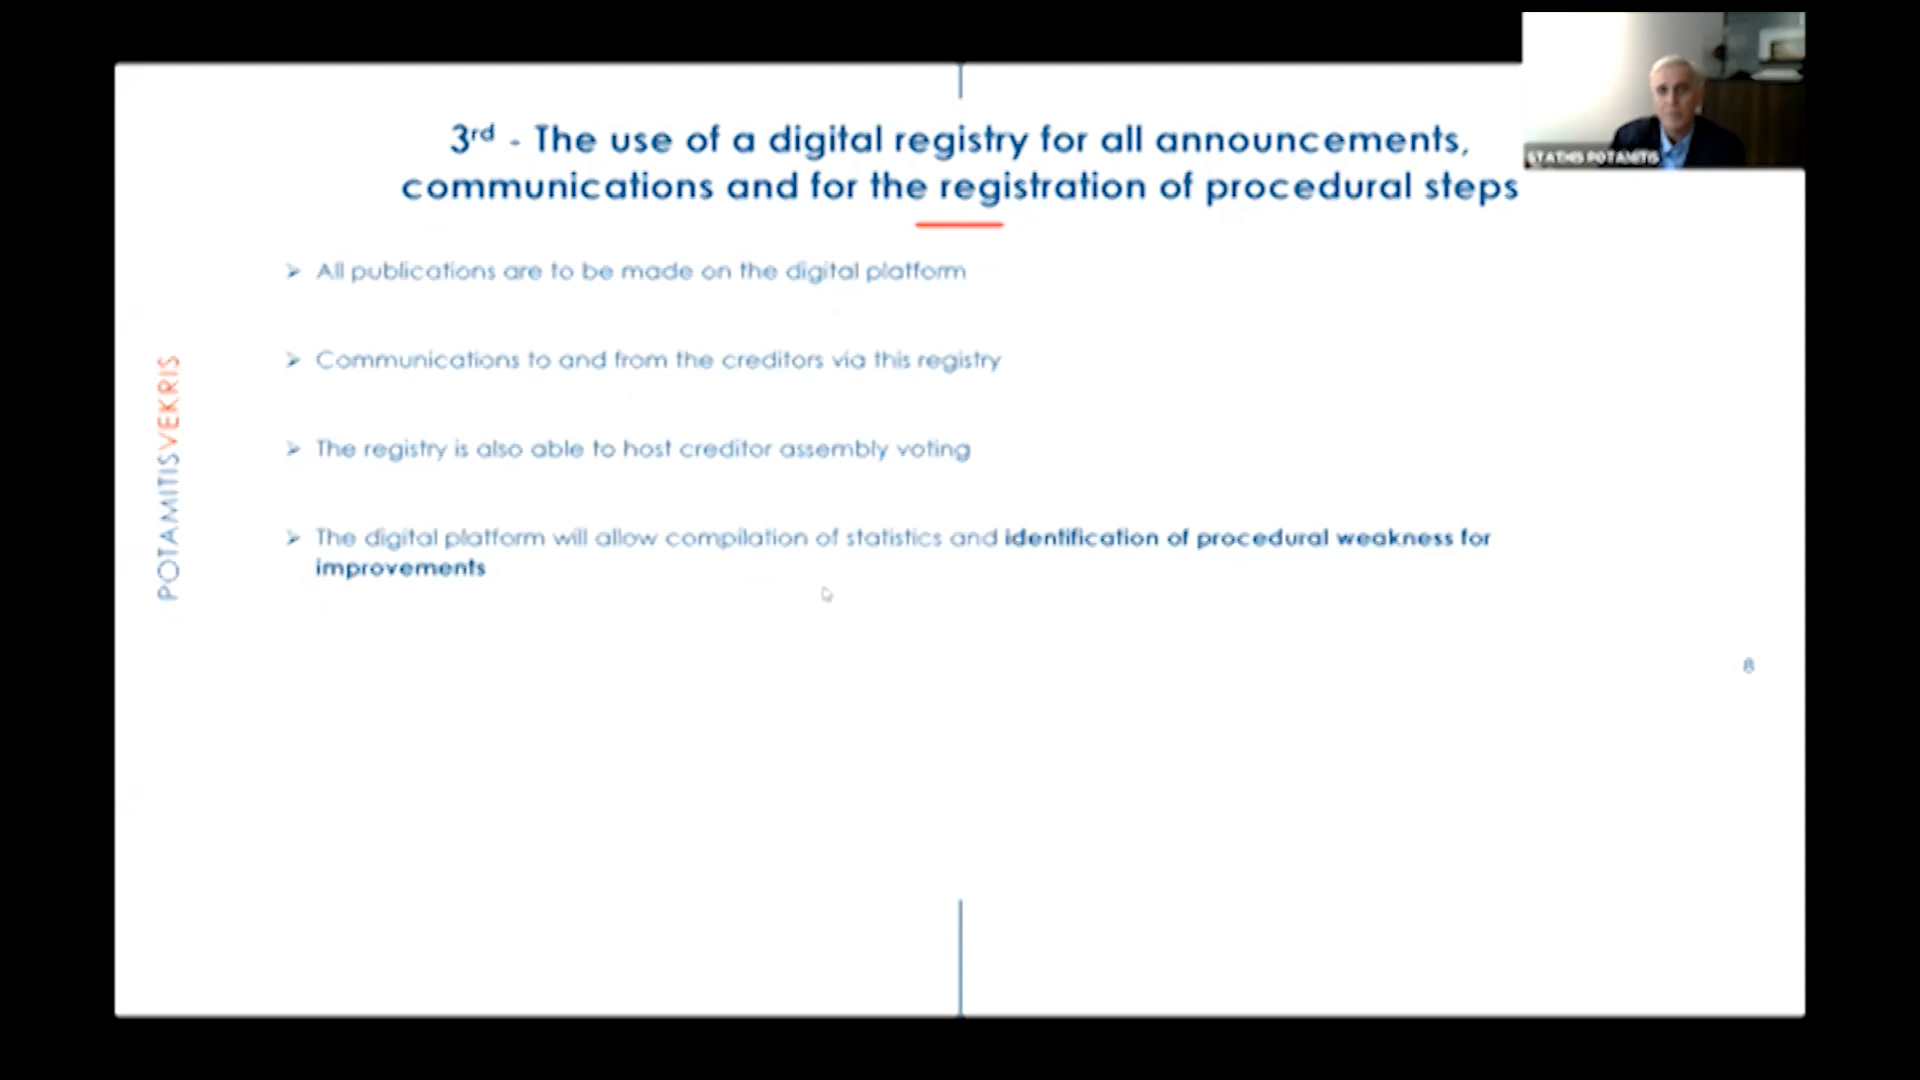 3rd - The use of a digital registry for all announcements,
communications and for the registration of procedural steps
STATHIS POTAMITIS
➢ All publications are to be made on the digital platform
➢ Communications to and from the creditors via this registry
➢ The registry is also able to host creditor assembly voting
➢ The digital platform will allow compilation of statistics and identification of procedural weakness for
improvements
POTAMITISVEKRIS
8